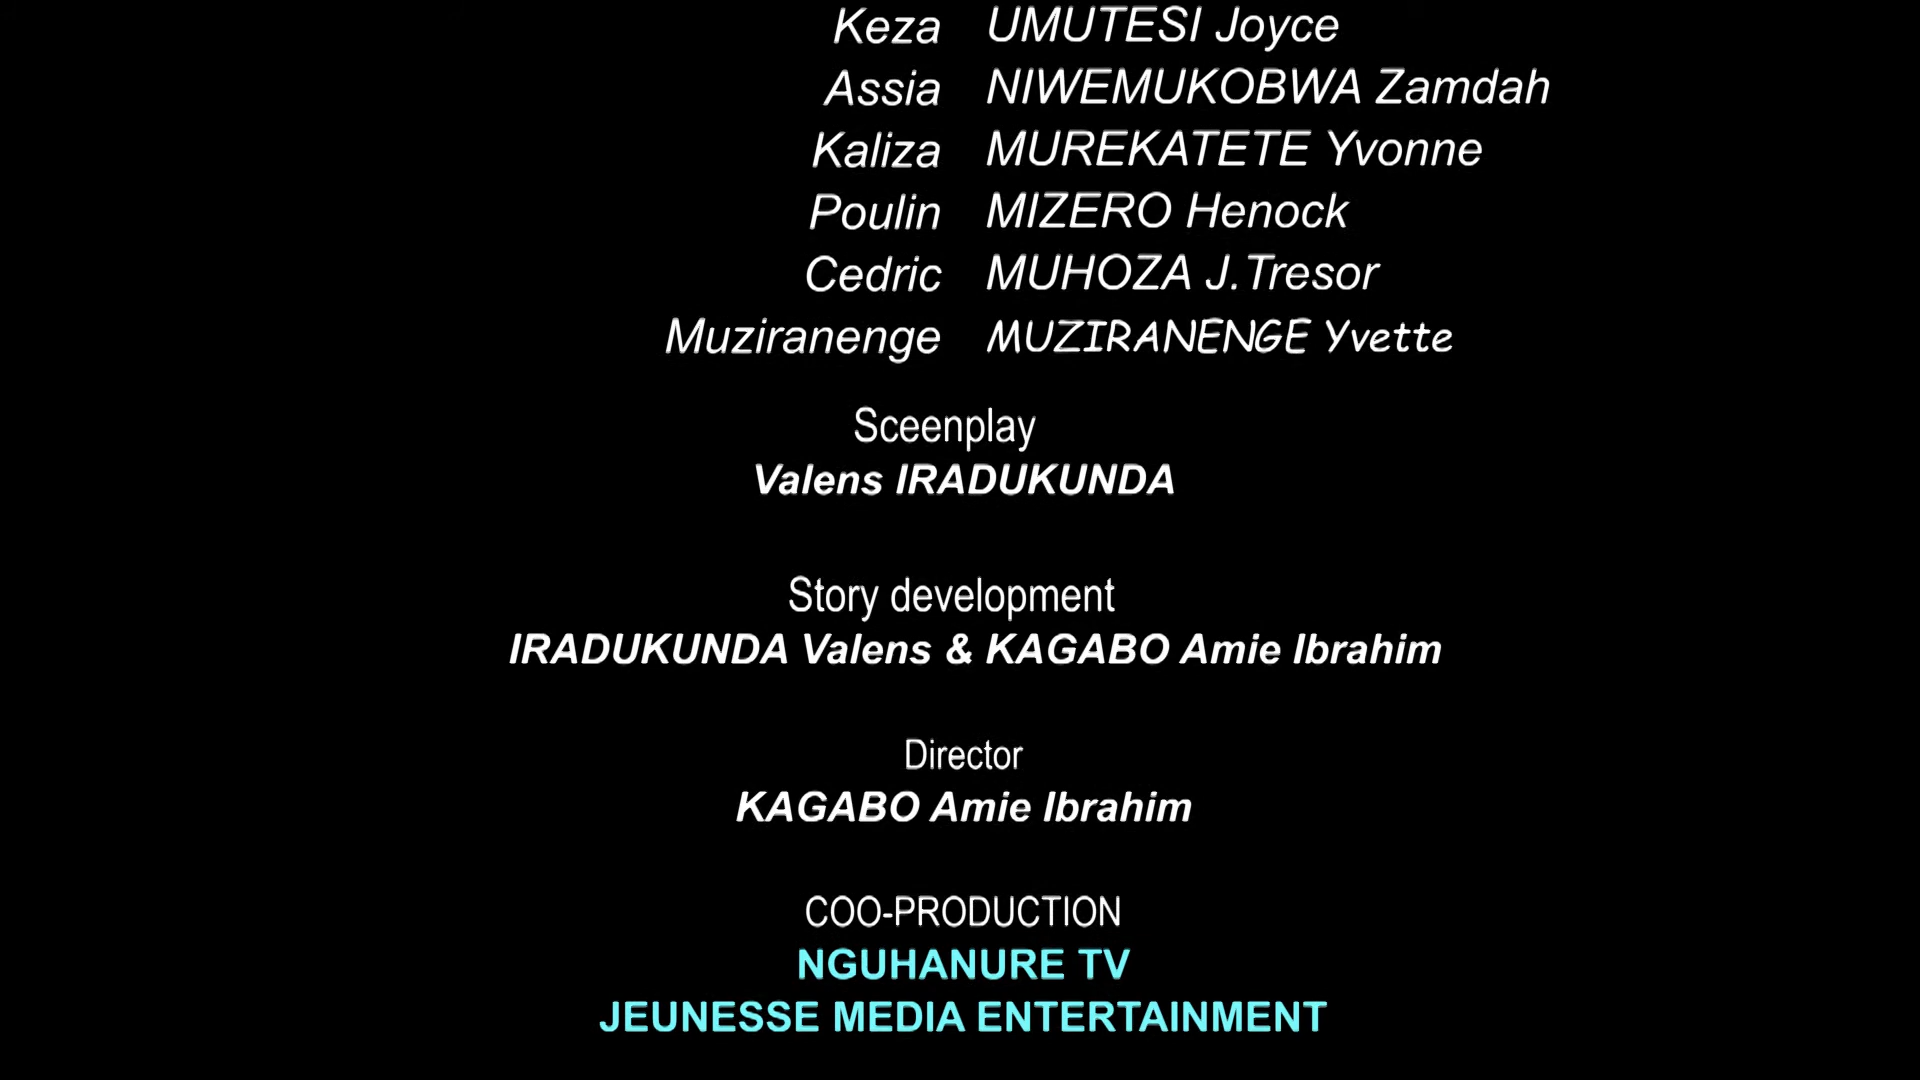 Keza UMUTESI Joyce
Assia NIWEMUKOBWA Zamdah
Kaliza MUREKATETE Yvonne
Poulin MIZERO Henock
Cedric MUHOZA J.Tresor
Muziranenge MUZIRANENGE Yvette
Sceenplay
Valens IRADUKUNDA
Story development
IRADUKUNDA Valens & KAGABO Amie Ibrahim
Director
KAGABO Amie Ibrahim
COO-PRODUCTION
NGUHANURE TV
JEUNESSE MEDIA ENTERTAINMENT